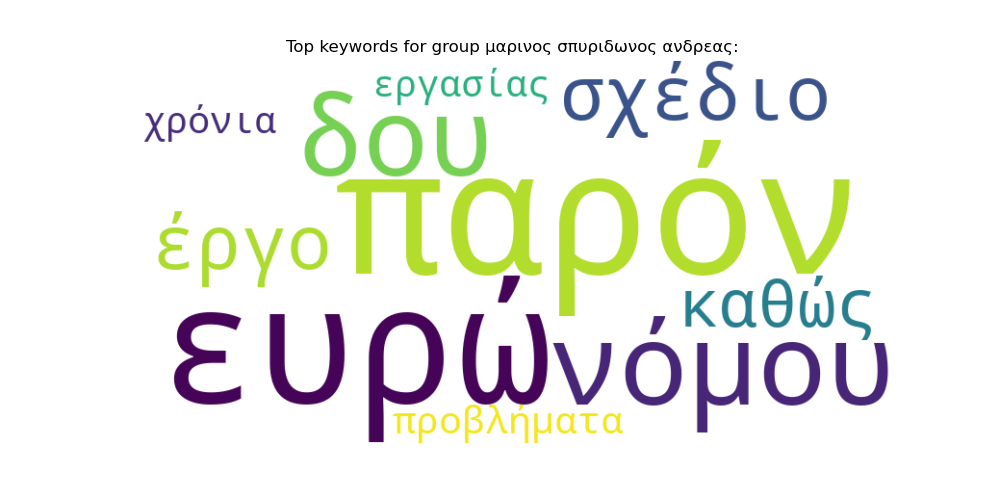 Top keywords for group μαρινος σπυριδωνος ανδρεας:
εργασίας
σχέδιο
χρόνια
δου
παρόν
έργο
καθώς
ευρώ
νόμου
προβλήματα